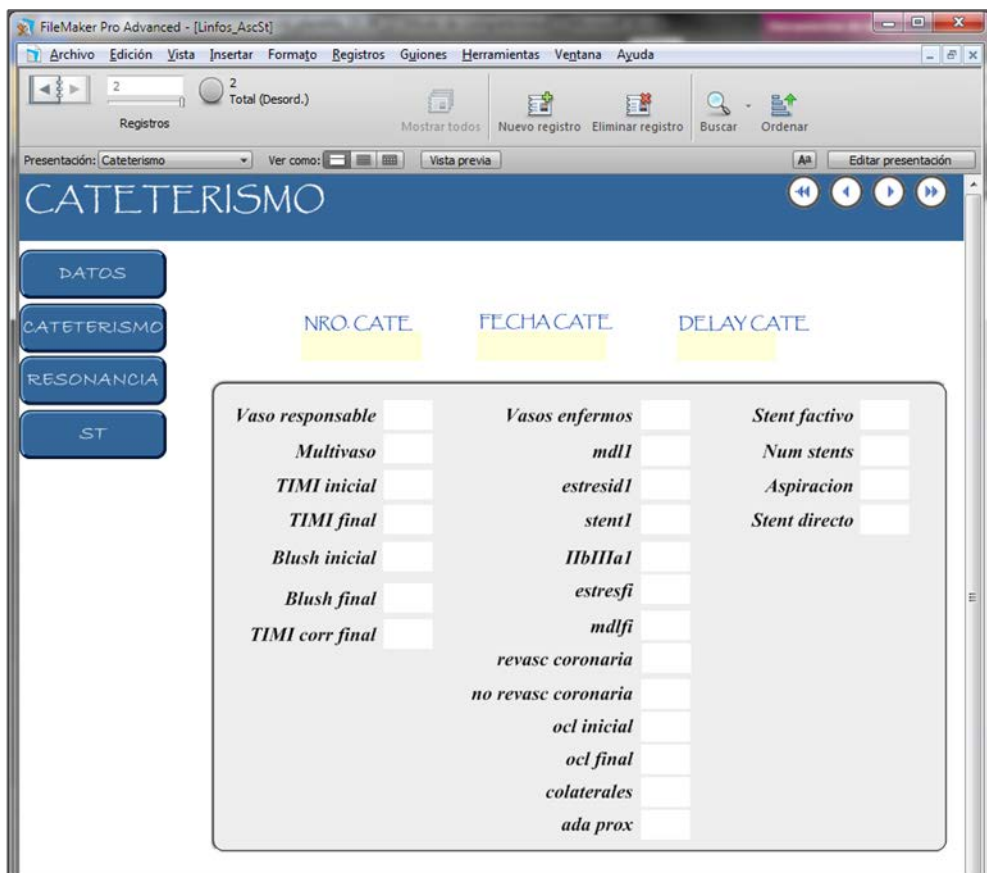 FileMaker Pro Advanced - [Linfos_AscSt]
Archivo Edición Vista Insertar Formato Registros Guiones Herramientas Ventana Ayuda
2
2
Total (Desord.)
Registros
Mostrar todos Nuevo registro Eliminar registro Buscar Ordenar
Presentación: Cateterismo Ver como: Vista previa Aa Editar presentación
CATETERISMO
DATOS
CATETERISMO
RESONANCIA
ST
NRO. CATE FECHA CATE DELAY CATE
Vaso responsable Vasos enfermos Stent factivo
Multivaso mdl1 Num stents
TIMI inicial estresid1 Aspiracion
TIMI final stent1 Stent directo
Blush inicial IIbIIIa1
Blush final estresfi
TIMI corr final mdlfi
revasc coronaria
no revasc coronaria
ocl inicial
ocl final
colaterales
ada prox